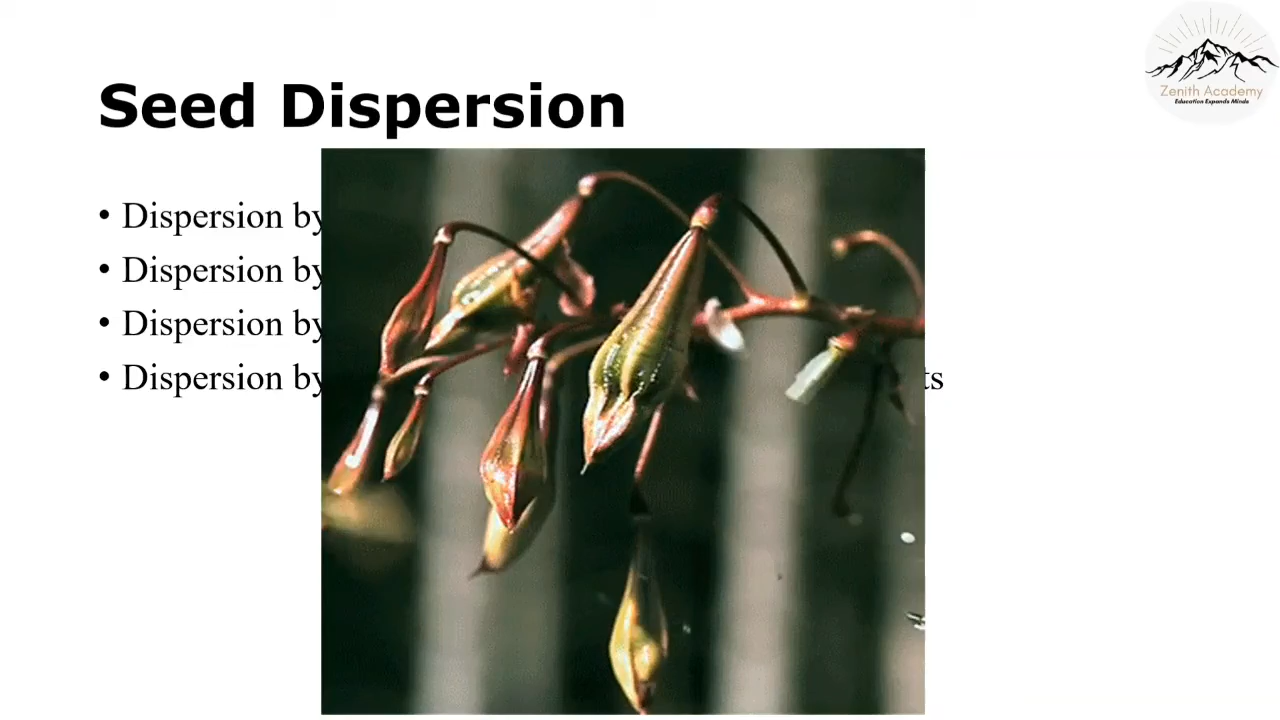 Zenith Academy
Education Expands Minds
Seed Dispersion
• Dispersion by
• Dispersion by
• Dispersion by
• Dispersion by